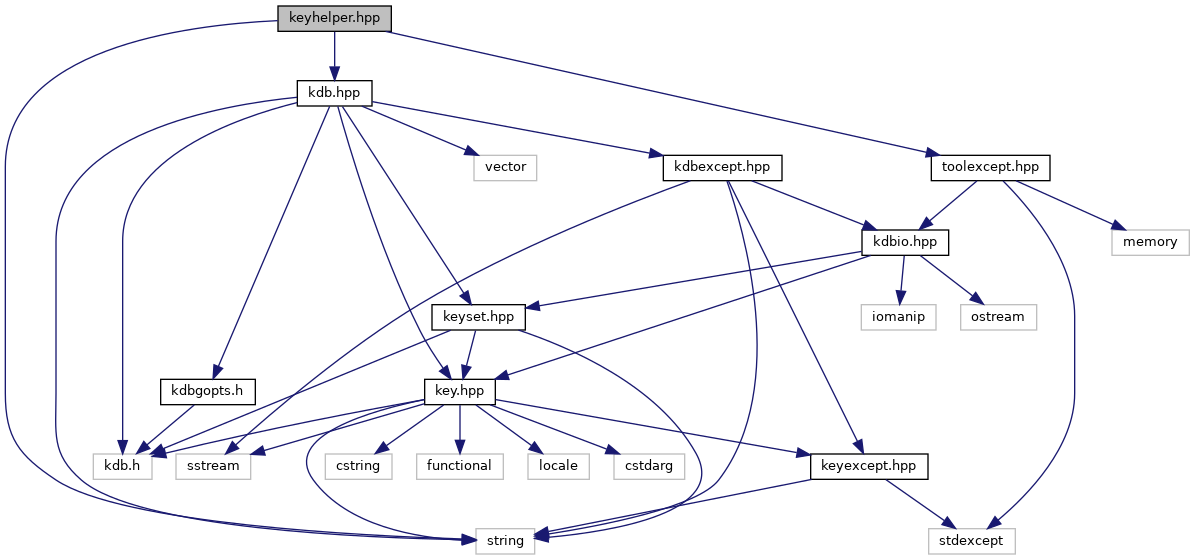 keyhelper.hpp
kdb.hpp
vector
kdbexcept.hpp
toolexcept.hpp
kdbio.hpp
memory
keyset.hpp
iomanip
ostream
kdbgopts.h
key.hpp
kdb.h
sstream
cstring
functional
locale
cstdarg
keyexcept.hpp
string
stdexcept